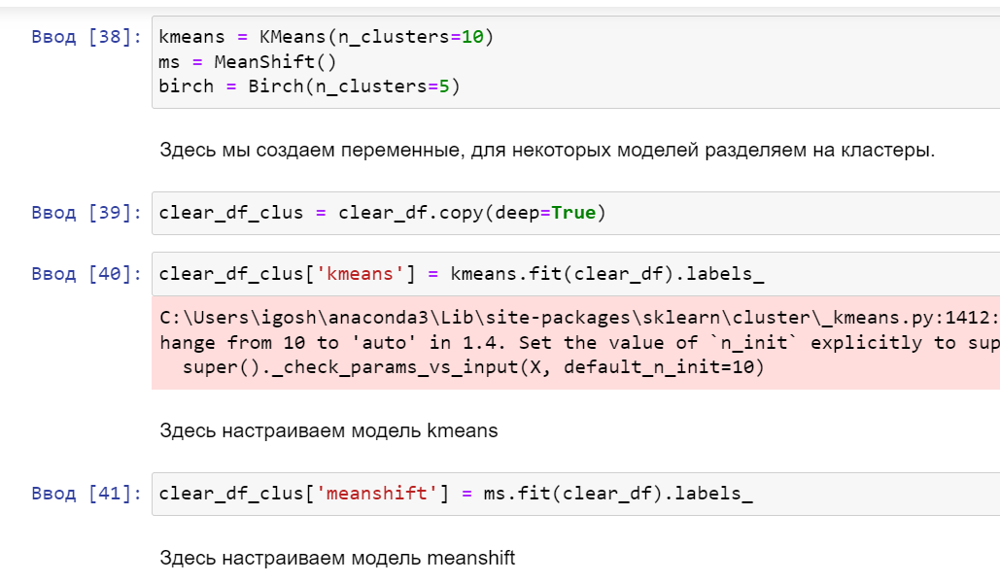 Ввод [38]: kmeans = KMeans(n_clusters=10)
ms = MeanShift()
birch = Birch(n_clusters=5)
Здесь мы создаем переменные, для некоторых моделей разделяем на кластеры.
Ввод [39]: clear_df_clus = clear_df.copy(deep=True)
Ввод [40]: clear_df_clus['kmeans'] = kmeans.fit(clear_df).labels_
C:\Users\igosh\anaconda3\Lib\site-packages\sklearn\cluster\_kmeans.py:1412:
hange from 10 to 'auto' in 1.4. Set the value of `n_init` explicitly to sup
super()._check_params_vs_input(X, default_n_init=10)
Здесь настраиваем модель kmeans
Ввод [41]: clear_df_clus['meanshift'] = ms.fit(clear_df).labels_
Здесь настраиваем модель meanshift